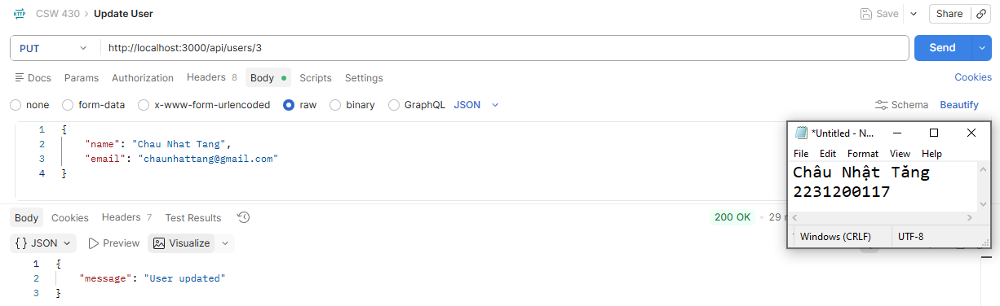 HTTP CSW 430 > Update User
Save
Share
PUT
http://localhost:3000/api/users/3
Send
Docs Params Authorization Headers 8 Body Scripts Settings
Cookies
none form-data x-www-form-urlencoded raw binary GraphQL JSON
Schema Beautify
1 {
2 "name": "Chau Nhat Tang",
3 "email": "chaunhattang@gmail.com"
4 }
*Untitled - N...
File Edit Format View Help
Châu Nhật Tăng
2231200117
Windows (CRLF) UTF-8
Body Cookies Headers 7 Test Results
200 OK • 29
{} JSON Preview Visualize
1 {
2 "message": "User updated"
3 }